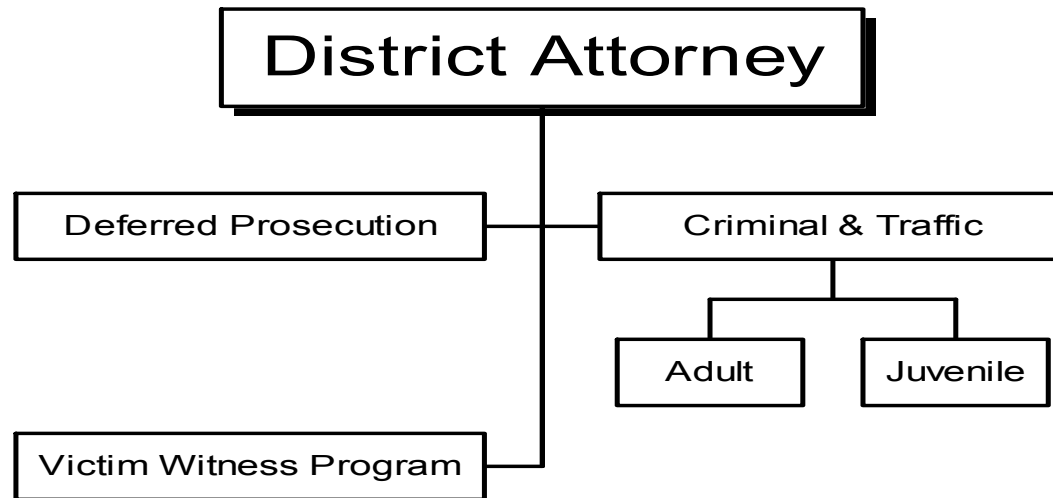 District Attorney
Deferred Prosecution
Criminal & Traffic
Adult
Juvenile
Victim Witness Program